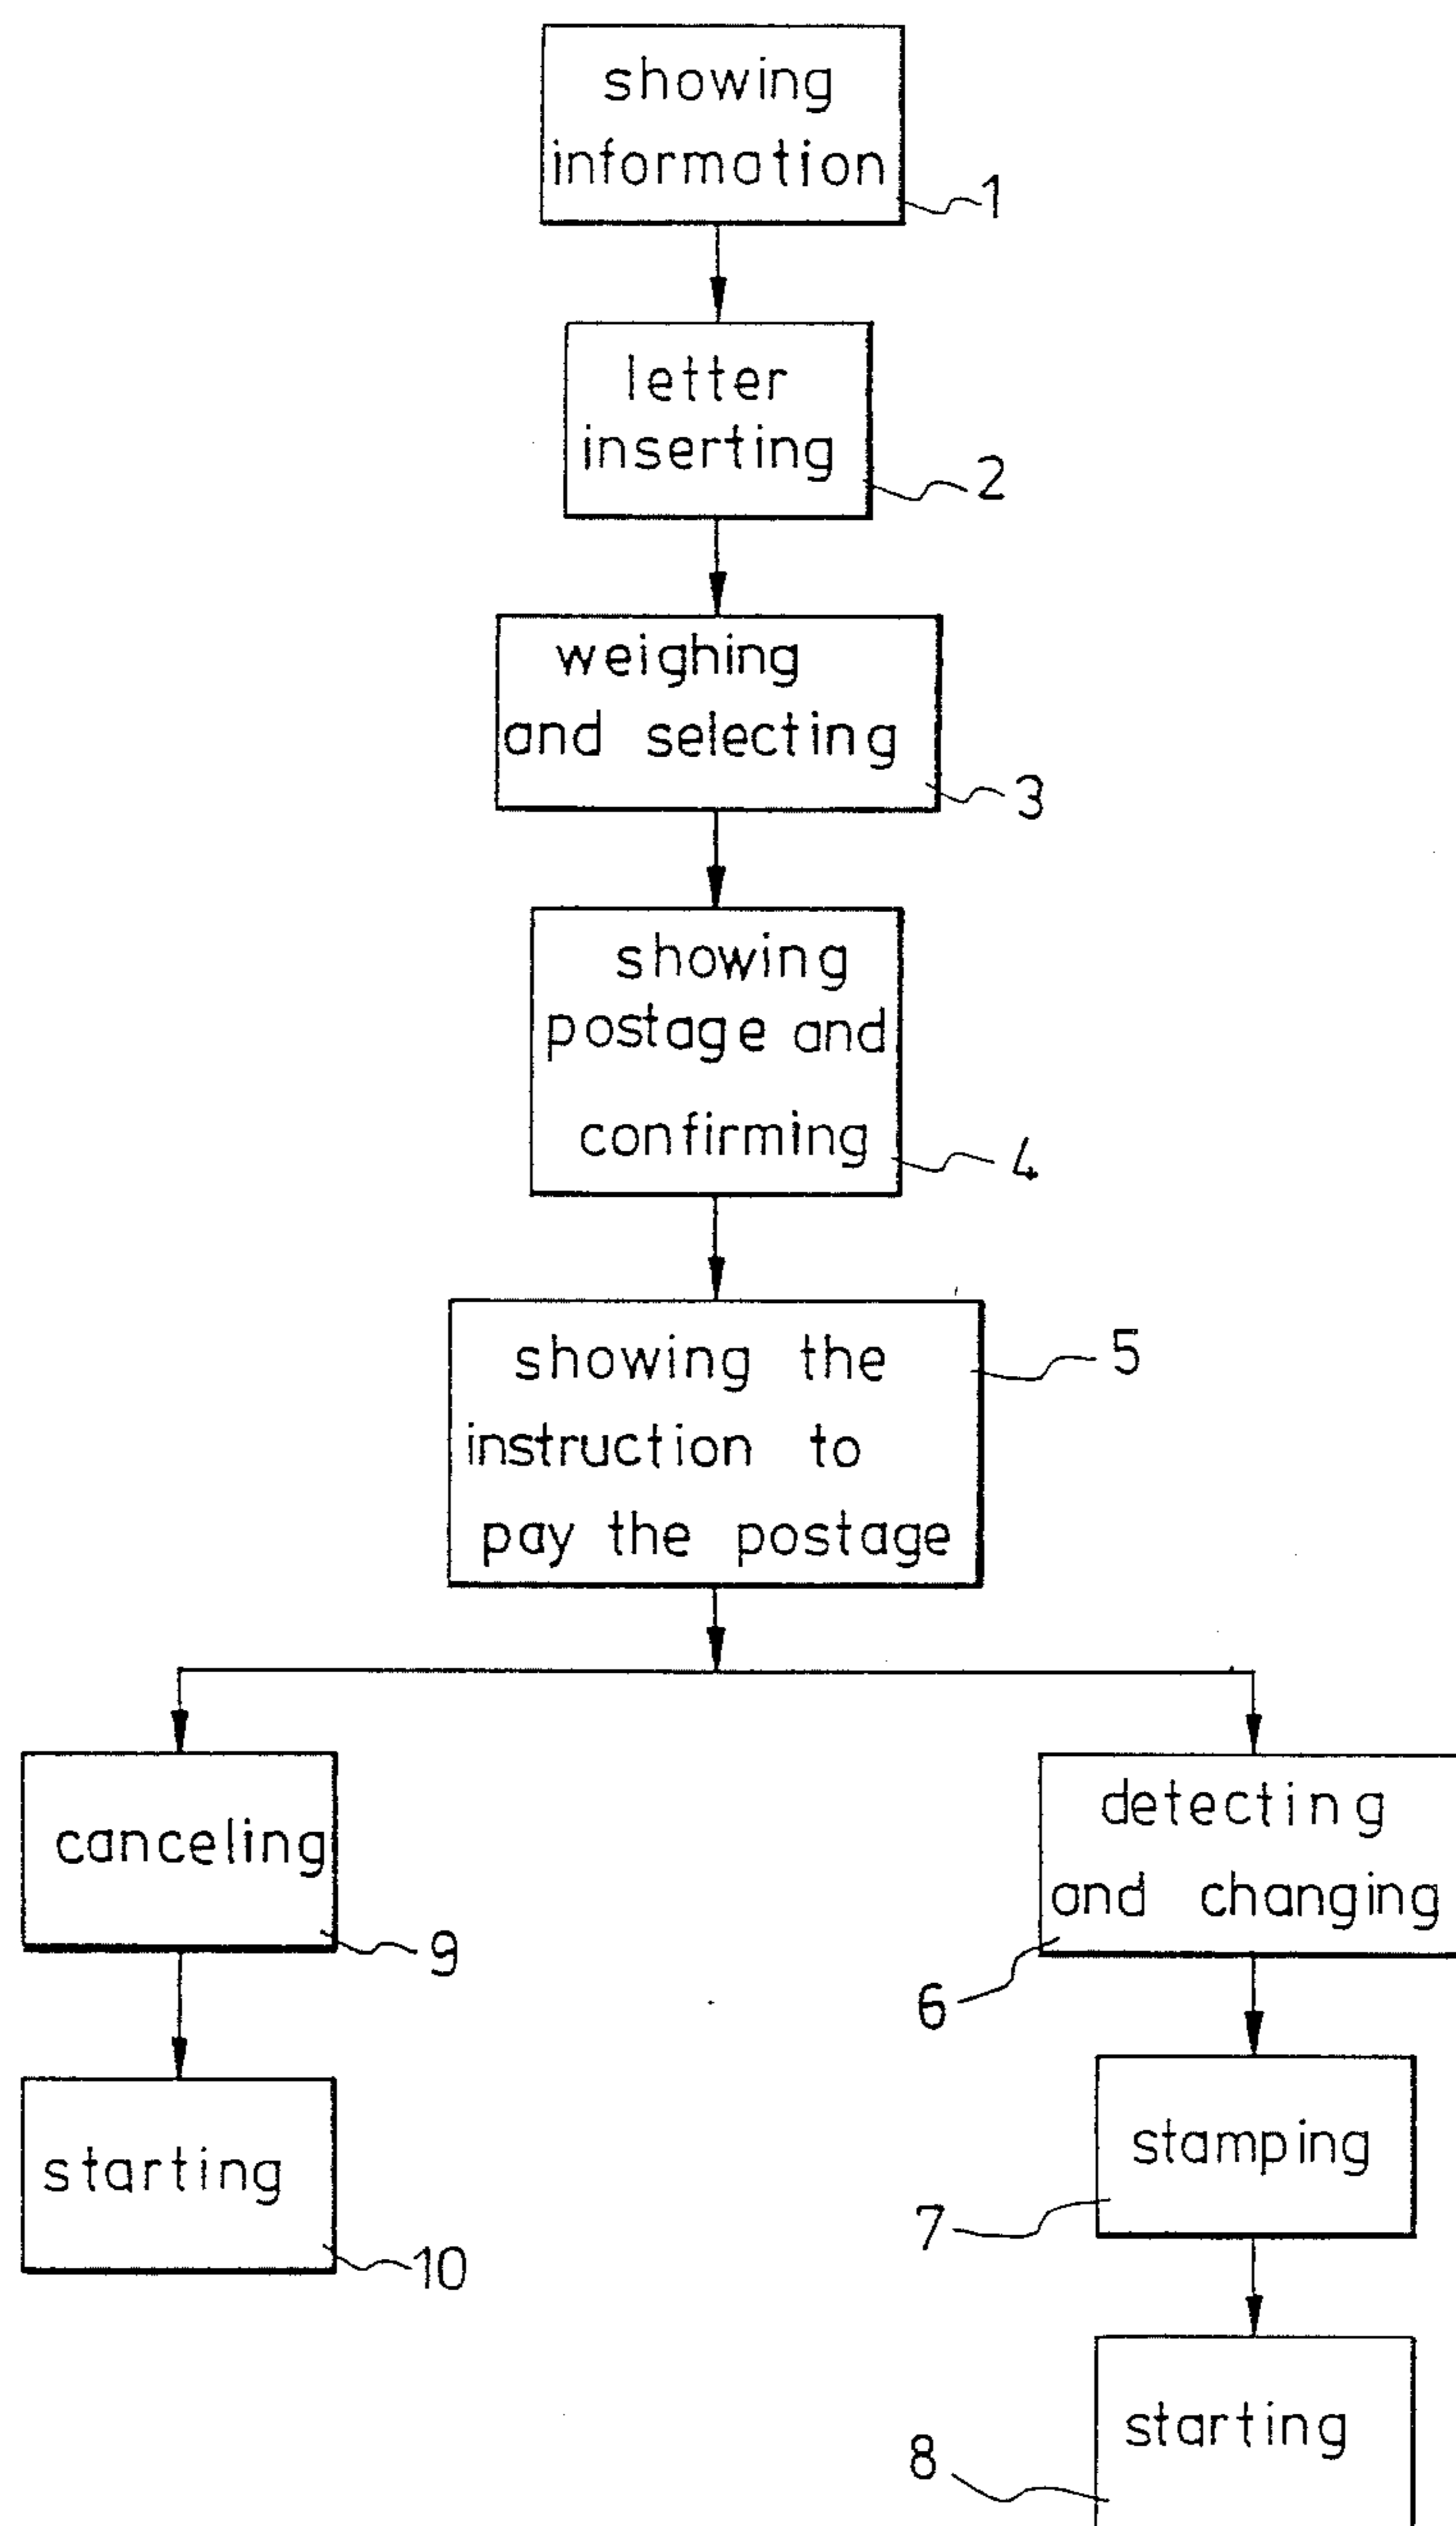 showing
information
1
letter
inserting
2
weighing
and selecting
3
showing
postage and
confirming
4
showing the
instruction to
pay the postage
5
canceling
9
starting
10
detecting
and changing
6
stamping
7
starting
8